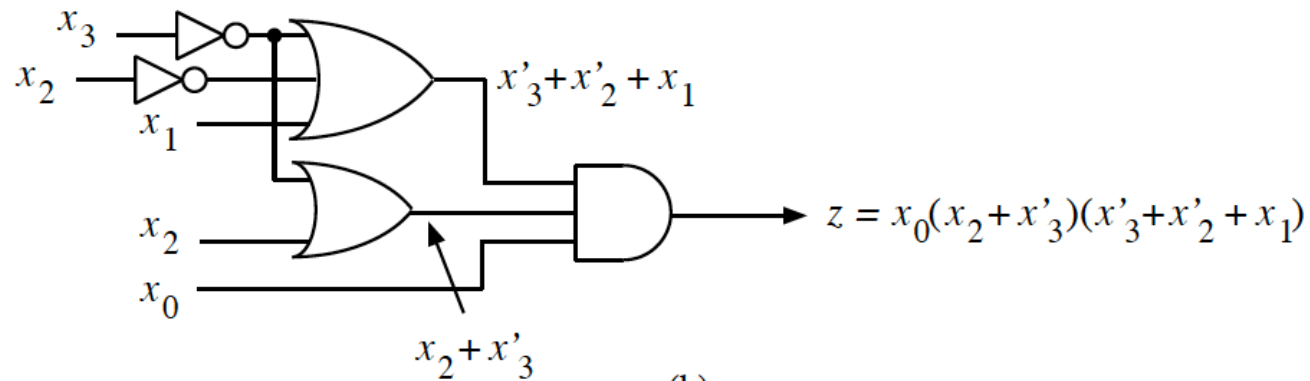 x₃
x₂
x'₃+x'₂ + x₁
x₁
z = x₀(x₂+x'₃)(x'₃+x'₂ + x₁)
x₂
x₀
x₂+x'₃